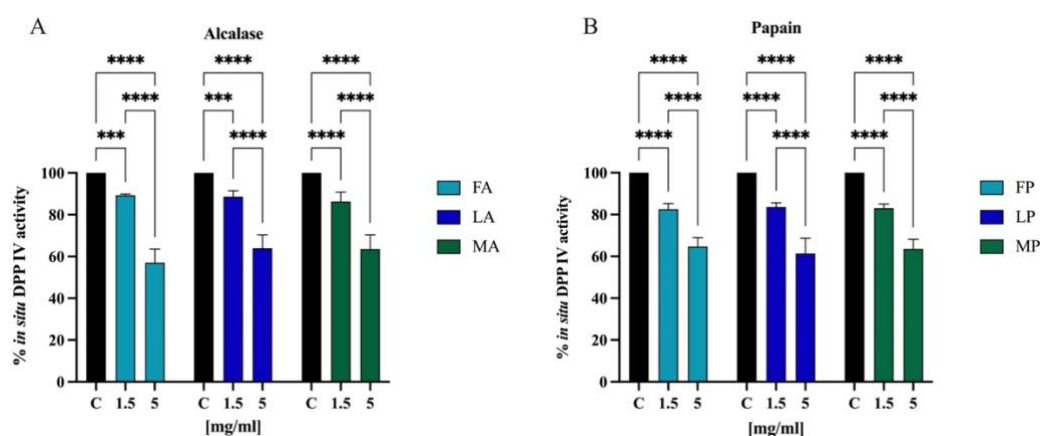 A
Alcalase
**** **** ****
**** **** ****
*** *** ****
% in situ DPP IV activity
100
80
60
40
20
0
C 1.5 5 C 1.5 5 C 1.5 5
[mg/ml]
FA
LA
MA
B
Papain
**** **** ****
**** **** ****
**** **** ****
% in situ DPP IV activity
100
80
60
40
20
0
C 1.5 5 C 1.5 5 C 1.5 5
[mg/ml]
FP
LP
MP